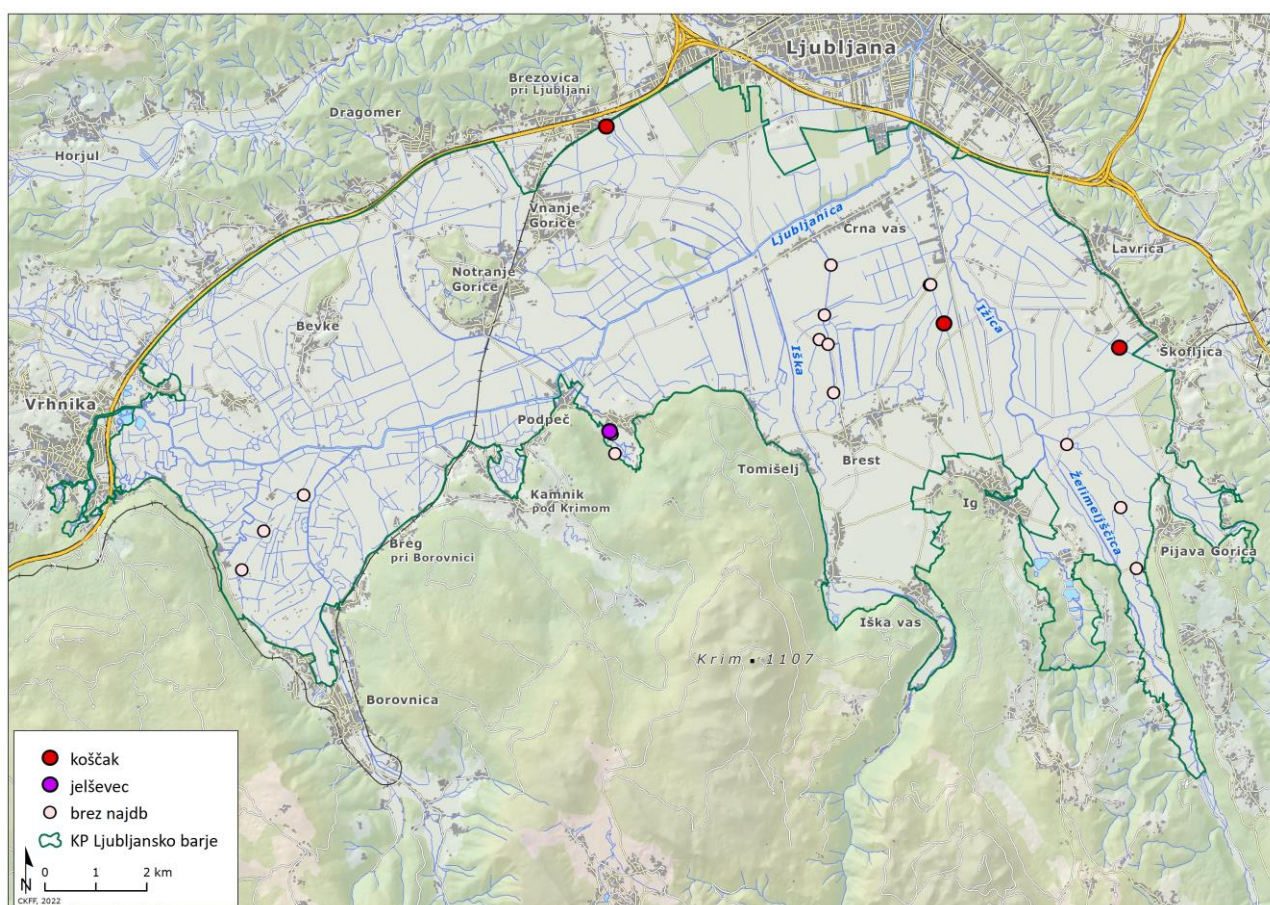 Ljubljana
Brezovica
pri Ljubljani
Dragomer
Horjul
Vnanje
Gorice
Ljubljanica
Črna vas
Lavrica
Notranje
Gorice
Bevke
Ižica
Iška
Škofljica
Vrhnika
Podpeč
Tomišelj
Brest
Želimeljščica
Kamnik
pod Krimom
Ig
Breg
pri Borovnici
Pijava Gorica
Iška vas
Krim 1107
Borovnica
koščak
jelševec
brez najdb
KP Ljubljansko barje
N
0 1 2 km
CKFF, 2022